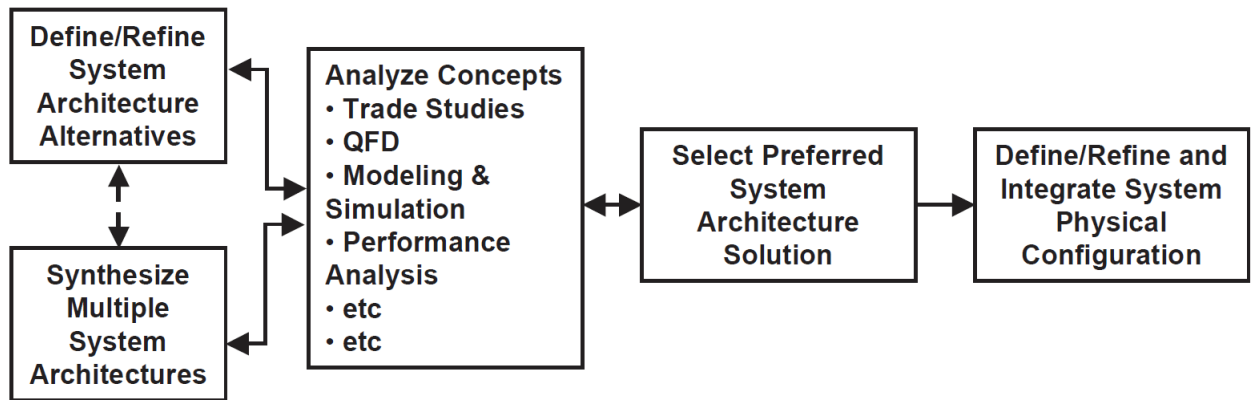 Define/Refine
System
Architecture
Alternatives
Synthesize
Multiple
System
Architectures
Analyze Concepts
• Trade Studies
• QFD
• Modeling &
Simulation
• Performance
Analysis
• etc
• etc
Select Preferred
System
Architecture
Solution
Define/Refine and
Integrate System
Physical
Configuration